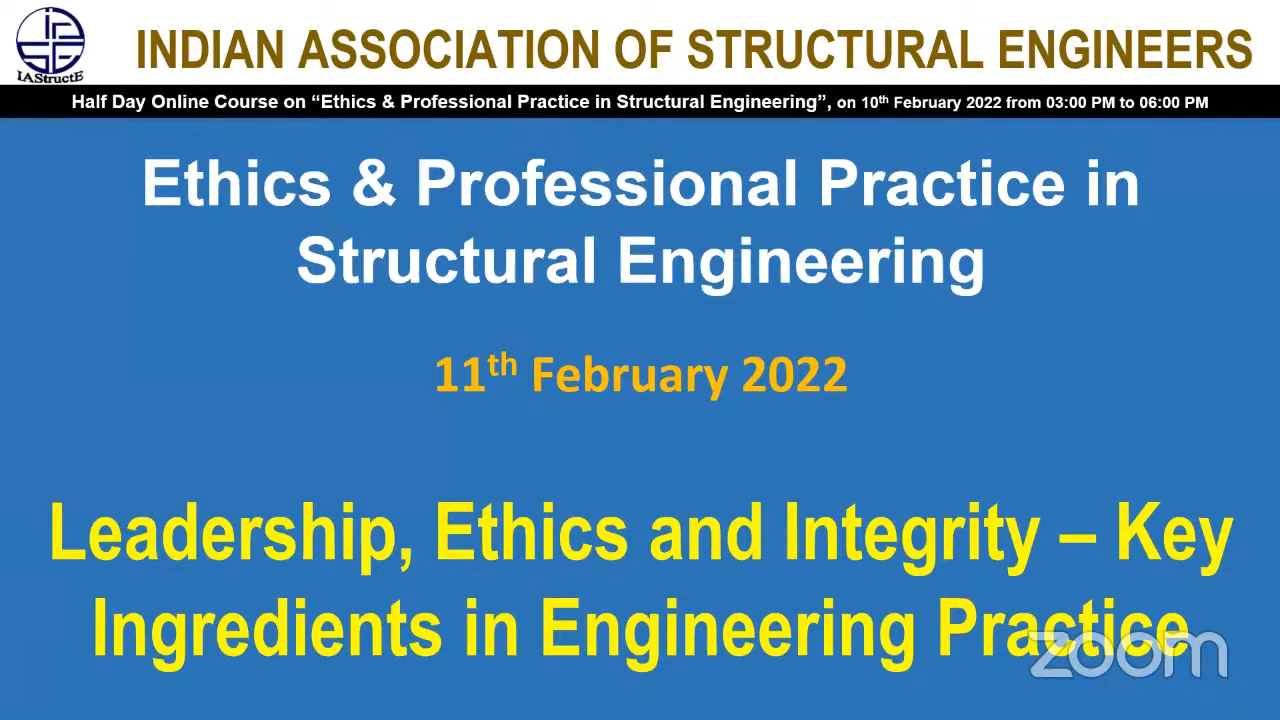 IAStructE
INDIAN ASSOCIATION OF STRUCTURAL ENGINEERS
Half Day Online Course on “Ethics & Professional Practice in Structural Engineering”, on 10th February 2022 from 03:00 PM to 06:00 PM
Ethics & Professional Practice in
Structural Engineering
11th February 2022
Leadership, Ethics and Integrity – Key
Ingredients in Engineering Practice
zoom